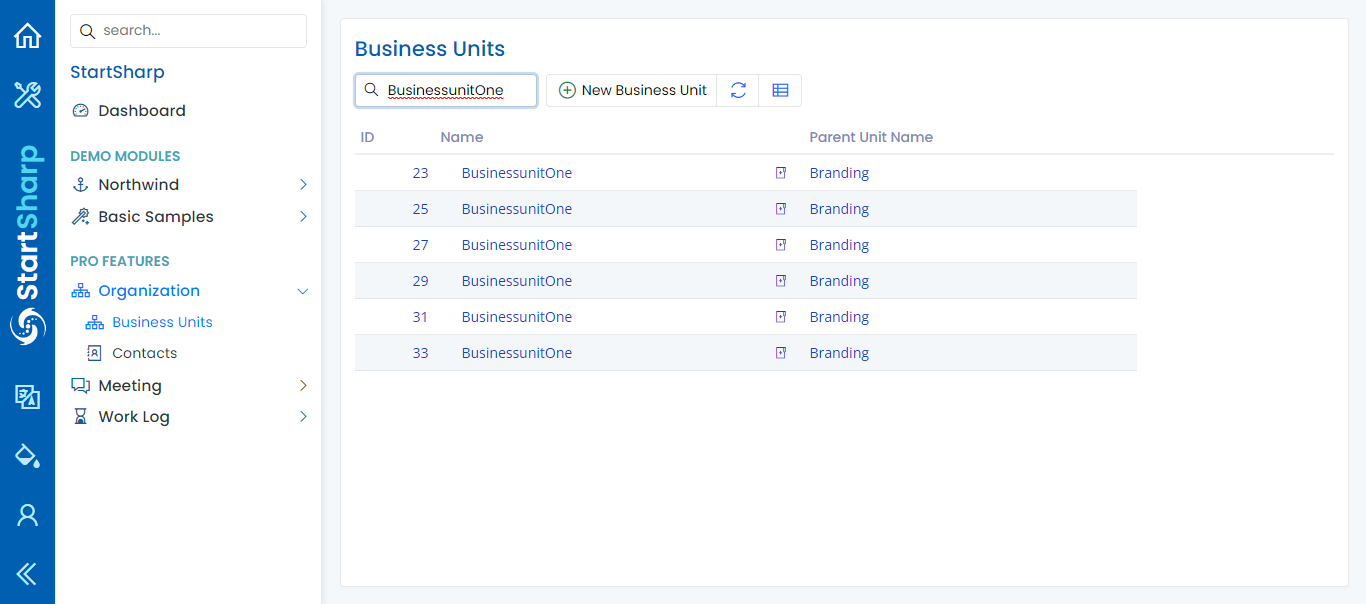 StartSharp
search...
StartSharp
Dashboard
DEMO MODULES
Northwind
Basic Samples
PRO FEATURES
Organization
Business Units
Contacts
Meeting
Work Log
Business Units
BusinessunitOne New Business Unit
ID Name Parent Unit Name
23 BusinessunitOne Branding
25 BusinessunitOne Branding
27 BusinessunitOne Branding
29 BusinessunitOne Branding
31 BusinessunitOne Branding
33 BusinessunitOne Branding